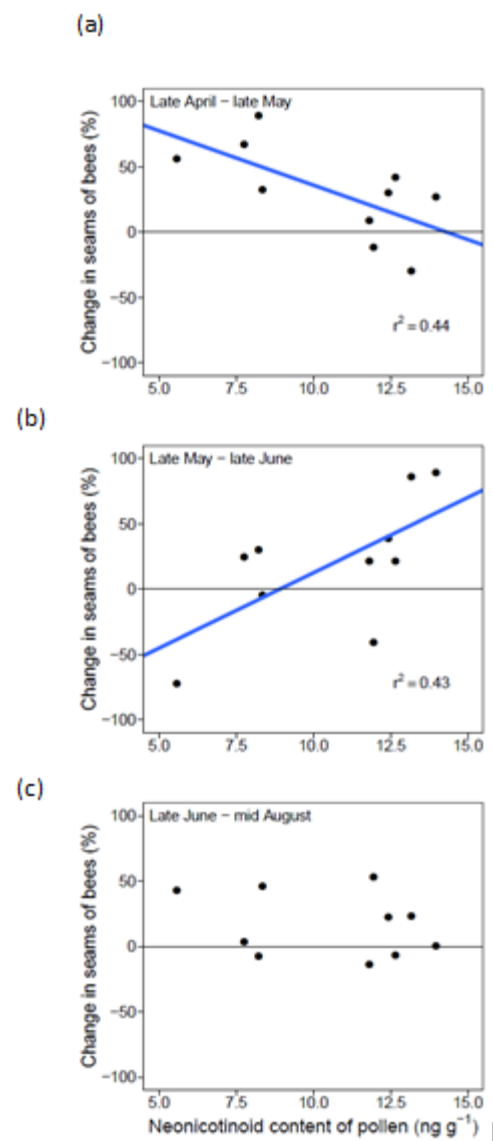 (a)
Late April − late May
Change in seams of bees (%)
100
50
0
−50
−100
r² = 0.44
5.0 7.5 10.0 12.5 15.0
(b)
Late May − late June
Change in seams of bees (%)
100
50
0
−50
−100
r² = 0.43
5.0 7.5 10.0 12.5 15.0
(c)
Late June − mid August
Change in seams of bees (%)
100
50
0
−50
−100
5.0 7.5 10.0 12.5 15.0
Neonicotinoid content of pollen (ng g⁻¹)